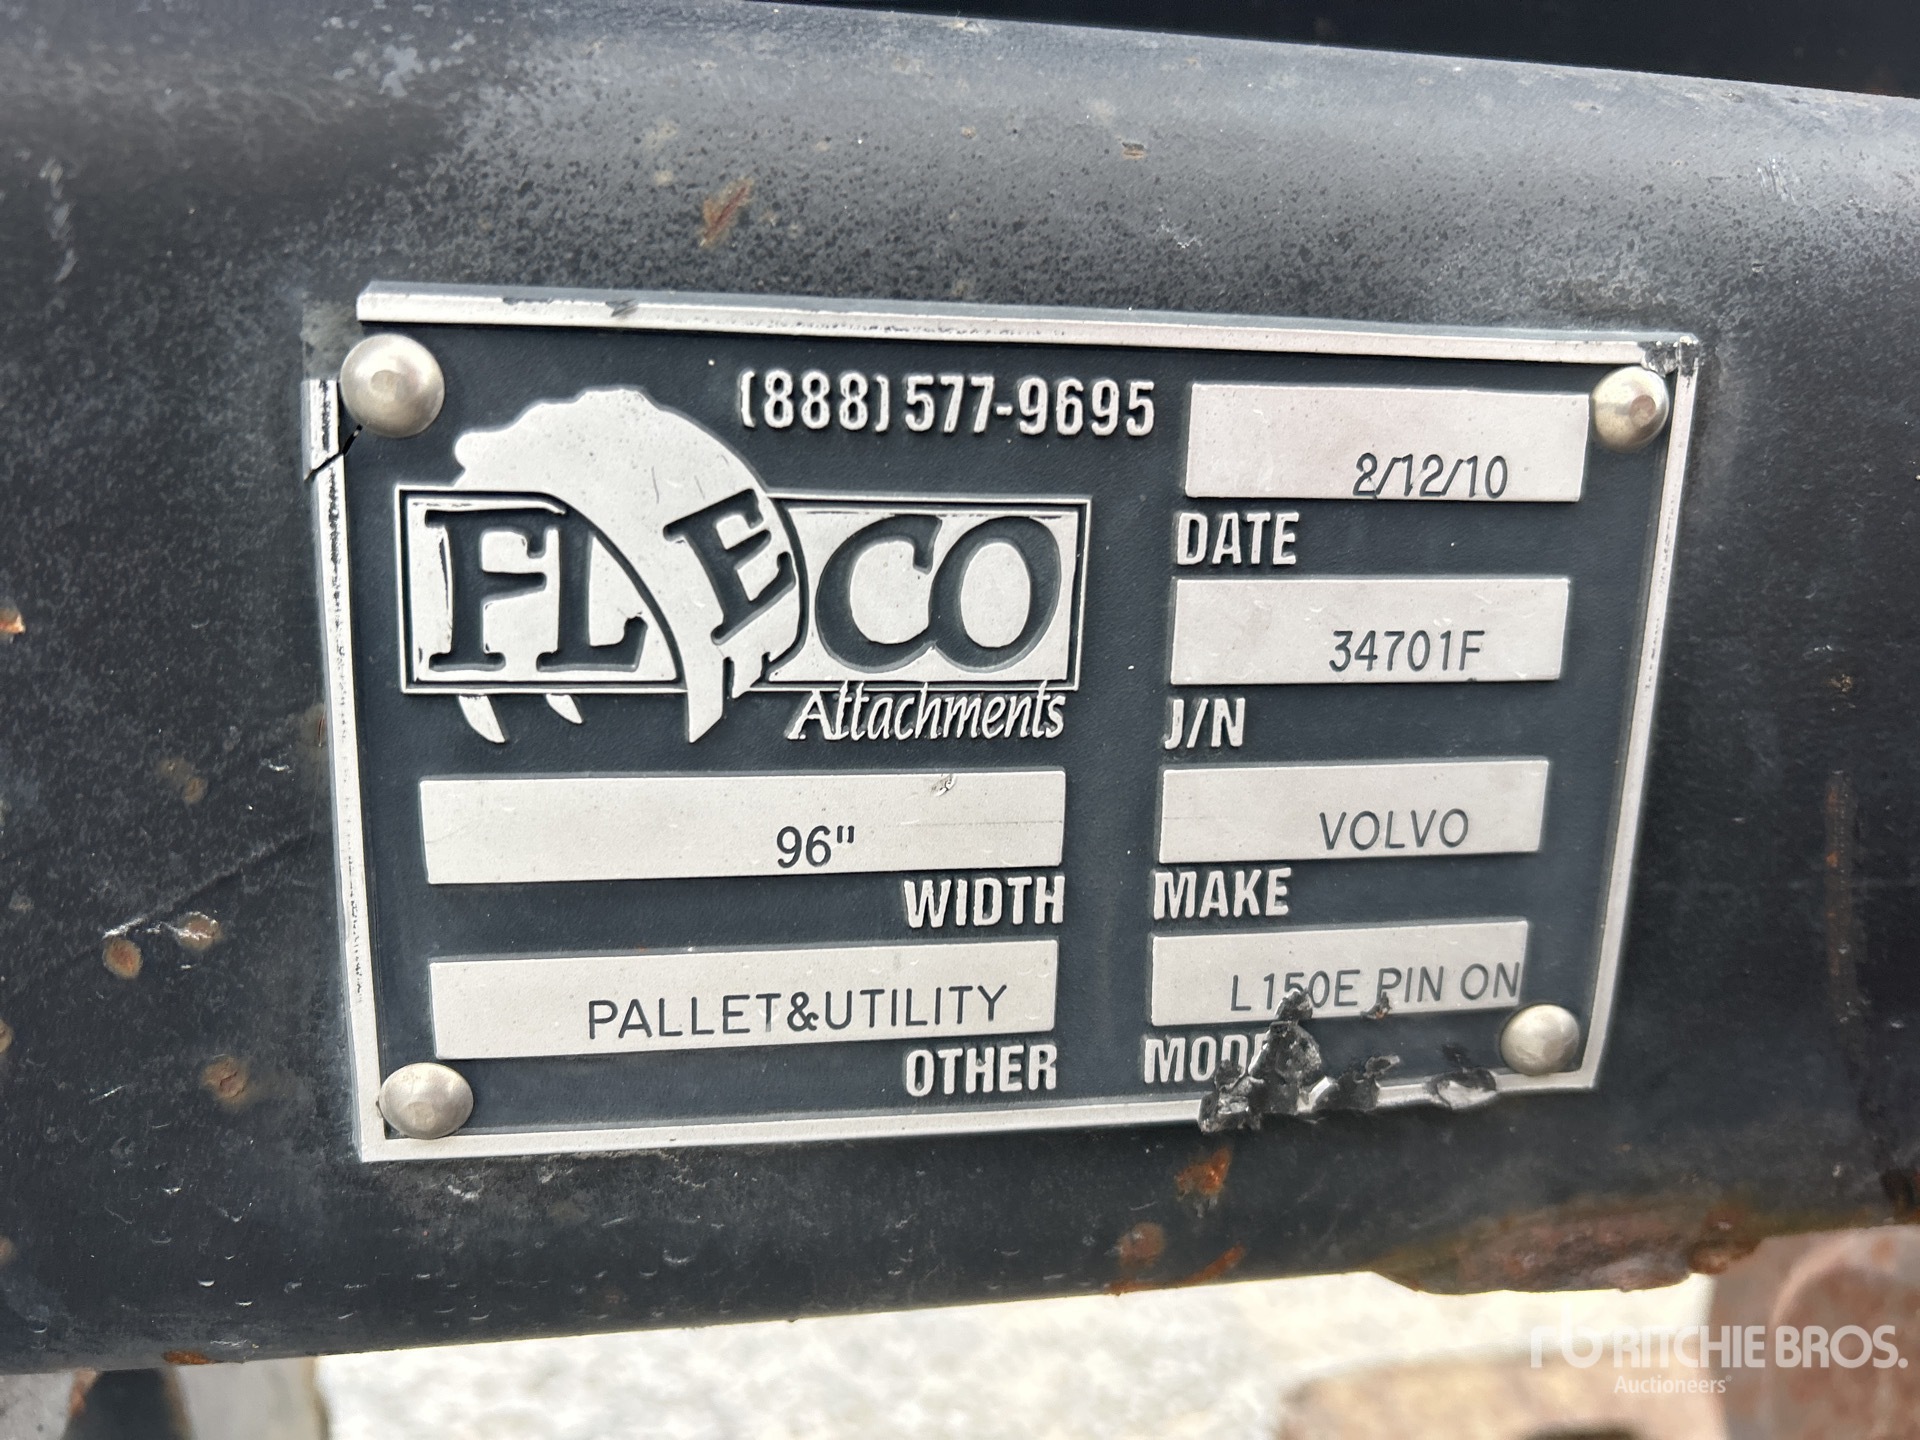 (888) 577-9695
FLECO
Attachments
2/12/10
DATE
34701F
J/N
96"
WIDTH
VOLVO
MAKE
PALLET&UTILITY
OTHER
L150E PIN ON
RITCHIE BROS.
Auctioneers